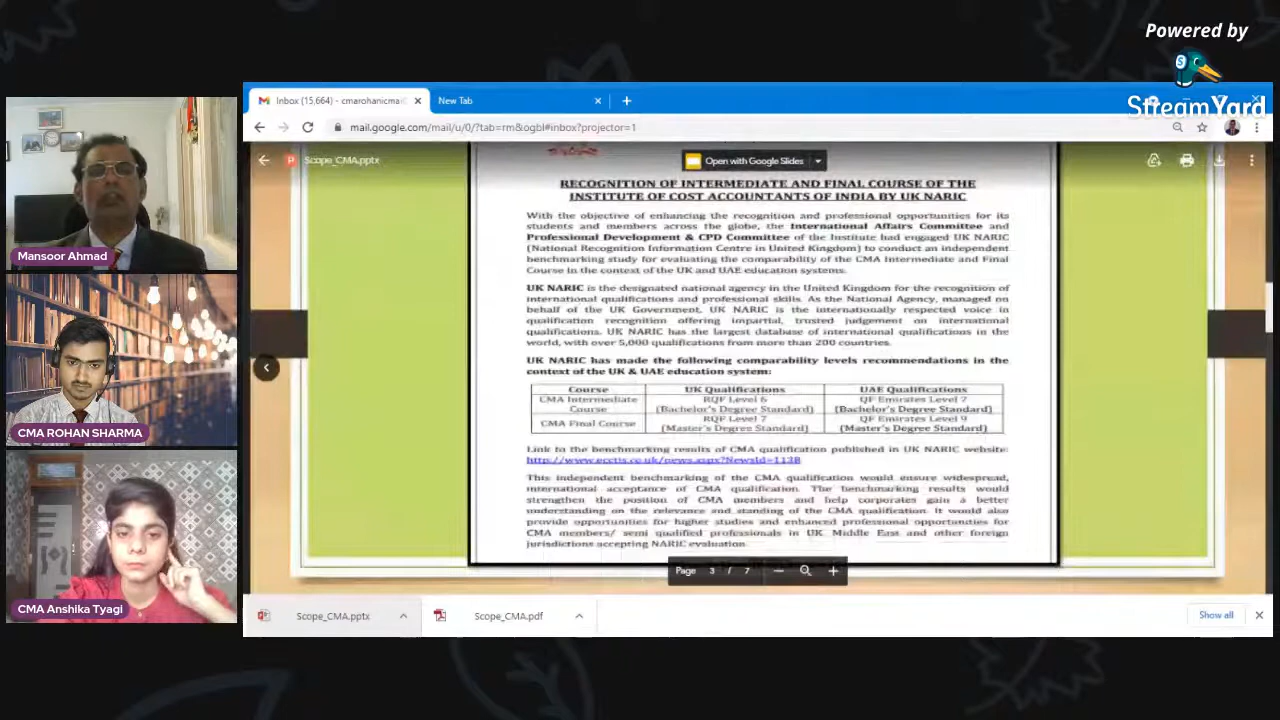 Powered by
StreamYard
Inbox (15,664) - cmarohanicmai
New Tab
mail.google.com/mail/u/0/?tab=rm&ogbl#inbox?projector=1
Scope_CMA.pptx
Open with Google Slides
RECOGNITION OF INTERMEDIATE AND FINAL COURSE OF THE
INSTITUTE OF COST ACCOUNTANTS OF INDIA BY UK NARIC
With the objective of enhancing the recognition and professional opportunities for its
students and members across the globe, the International Affairs Committee and
Professional Development & CPD Committee of the Institute had engaged UK NARIC
(National Recognition Information Centre in United Kingdom) to conduct an independent
benchmarking study for evaluating the comparability of the CMA Intermediate and Final
Course in the context of the UK and UAE education systems.
UK NARIC is the designated national agency in the United Kingdom for the recognition of
international qualifications and professional skills. As the National Agency, managed on
behalf of the UK Government, UK NARIC is the internationally respected voice in
qualification recognition offering impartial, trusted judgement on international
qualifications. UK NARIC has the largest database of international qualifications in the
world, with over 5,000 qualifications from more than 200 countries.
UK NARIC has made the following comparability levels recommendations in the
context of the UK & UAE education system:
Course UK Qualifications UAE Qualifications
CMA Intermediate Course RQF Level 6 (Bachelor's Degree Standard) QF Emirates Level 7 (Bachelor's Degree Standard)
CMA Final Course RQF Level 7 (Master's Degree Standard) QF Emirates Level 9 (Master's Degree Standard)
Link to the benchmarking results of CMA qualification published in UK NARIC website:
http://www.ecctis.co.uk/news.aspx?NewsId=1138
This independent benchmarking of the CMA qualification would ensure widespread,
international acceptance of CMA qualification. The benchmarking results would
strengthen the position of CMA members and help corporates gain a better
understanding on the relevance and standing of the CMA qualification. It would also
provide opportunities for higher studies and enhanced professional opportunities for
CMA members/ semi qualified professionals in UK Middle East and other foreign
jurisdictions accepting NARIC evaluation.
Page 3 / 7
Scope_CMA.pptx
Scope_CMA.pdf
Show all
Mansoor Ahmad
CMA ROHAN SHARMA
CMA Anshika Tyagi